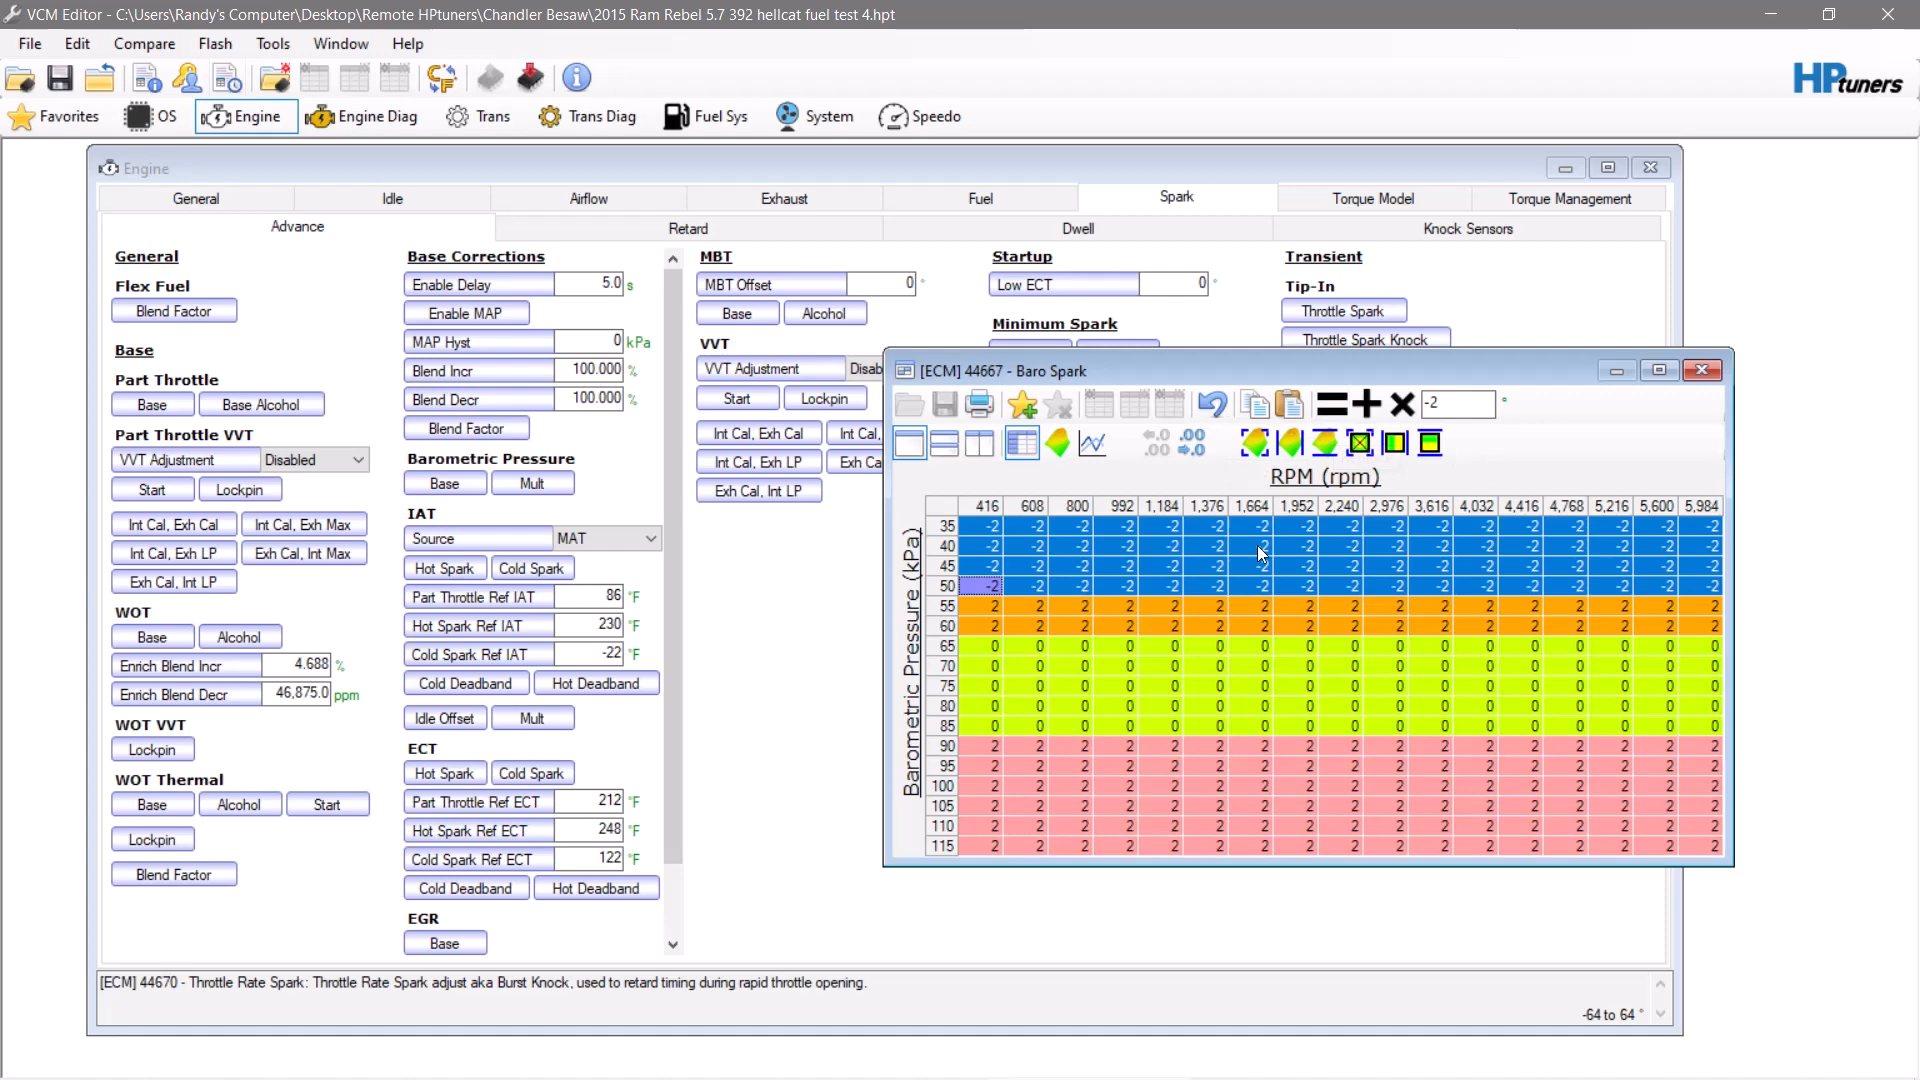 VCM Editor - C:\Users\Randy's Computer\Desktop\Remote HPtuners\Chandler Besaw\2015 Ram Rebel 5.7 392 hellcat fuel test 4.hpt
File Edit Compare Flash Tools Window Help
HPtuners
Favorites OS Engine Engine Diag Trans Trans Diag Fuel Sys System Speedo
Engine
General Idle Airflow Exhaust Fuel Spark Torque Model Torque Management
Advance Retard Dwell Knock Sensors
General
Flex Fuel
Blend Factor
Base
Part Throttle
Base Base Alcohol
Part Throttle VVT
VVT Adjustment Disabled
Start Lockpin
Int Cal, Exh Cal Int Cal, Exh Max
Int Cal, Exh LP Exh Cal, Int Max
Exh Cal, Int LP
WOT
Base Alcohol
Enrich Blend Incr 4.688 %
Enrich Blend Decr 46,875.0 ppm
WOT VVT
Lockpin
WOT Thermal
Base Alcohol Start
Lockpin
Blend Factor
Base Corrections
Enable Delay 5.0 s
Enable MAP
MAP Hyst 0 kPa
Blend Incr 100.000 %
Blend Decr 100.000 %
Blend Factor
Barometric Pressure
Base Mult
IAT
Source MAT
Hot Spark Cold Spark
Part Throttle Ref IAT 86 °F
Hot Spark Ref IAT 230 °F
Cold Spark Ref IAT -22 °F
Cold Deadband Hot Deadband
Idle Offset Mult
ECT
Hot Spark Cold Spark
Part Throttle Ref ECT 212 °F
Hot Spark Ref ECT 248 °F
Cold Spark Ref ECT 122 °F
Cold Deadband Hot Deadband
EGR
Base
MBT
MBT Offset 0 °
Base Alcohol
VVT
VVT Adjustment Disab
Start Lockpin
Int Cal, Exh Cal Int Cal,
Int Cal, Exh LP Exh Ca
Exh Cal, Int LP
Startup
Low ECT 0 °
Minimum Spark
Transient
Tip-In
Throttle Spark
Throttle Spark Knock
[ECM] 44667 - Baro Spark
-2 °
RPM (rpm)
Barometric Pressure (kPa)
416 608 800 992 1,184 1,376 1,664 1,952 2,240 2,976 3,616 4,032 4,416 4,768 5,216 5,600 5,984
35 -2 -2 -2 -2 -2 -2 -2 -2 -2 -2 -2 -2 -2 -2 -2 -2 -2
40 -2 -2 -2 -2 -2 -2 -2 -2 -2 -2 -2 -2 -2 -2 -2 -2 -2
45 -2 -2 -2 -2 -2 -2 -2 -2 -2 -2 -2 -2 -2 -2 -2 -2 -2
50 -2 -2 -2 -2 -2 -2 -2 -2 -2 -2 -2 -2 -2 -2 -2 -2 -2
55 2 2 2 2 2 2 2 2 2 2 2 2 2 2 2 2 2
60 2 2 2 2 2 2 2 2 2 2 2 2 2 2 2 2 2
65 0 0 0 0 0 0 0 0 0 0 0 0 0 0 0 0 0
70 0 0 0 0 0 0 0 0 0 0 0 0 0 0 0 0 0
75 0 0 0 0 0 0 0 0 0 0 0 0 0 0 0 0 0
80 0 0 0 0 0 0 0 0 0 0 0 0 0 0 0 0 0
85 0 0 0 0 0 0 0 0 0 0 0 0 0 0 0 0 0
90 2 2 2 2 2 2 2 2 2 2 2 2 2 2 2 2 2
95 2 2 2 2 2 2 2 2 2 2 2 2 2 2 2 2 2
100 2 2 2 2 2 2 2 2 2 2 2 2 2 2 2 2 2
105 2 2 2 2 2 2 2 2 2 2 2 2 2 2 2 2 2
110 2 2 2 2 2 2 2 2 2 2 2 2 2 2 2 2 2
115 2 2 2 2 2 2 2 2 2 2 2 2 2 2 2 2 2
[ECM] 44670 - Throttle Rate Spark: Throttle Rate Spark adjust aka Burst Knock, used to retard timing during rapid throttle opening.
-64 to 64 °